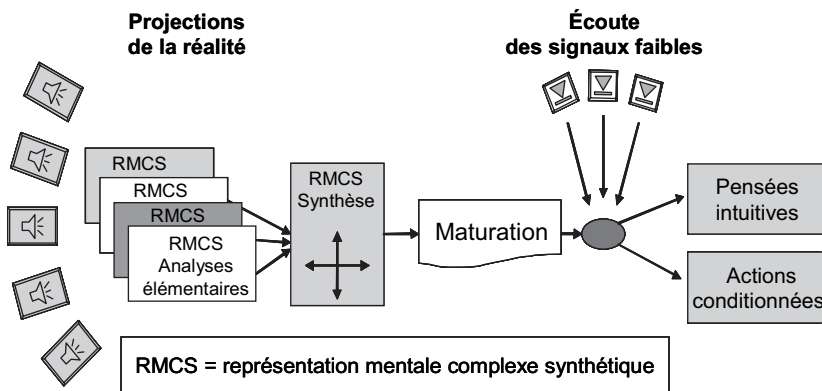 Projections
de la réalité
Écoute
des signaux faibles
RMCS
RMCS
RMCS
RMCS
Analyses
élémentaires
RMCS
Synthèse
Maturation
Pensées
intuitives
Actions
conditionnées
RMCS = représentation mentale complexe synthétique